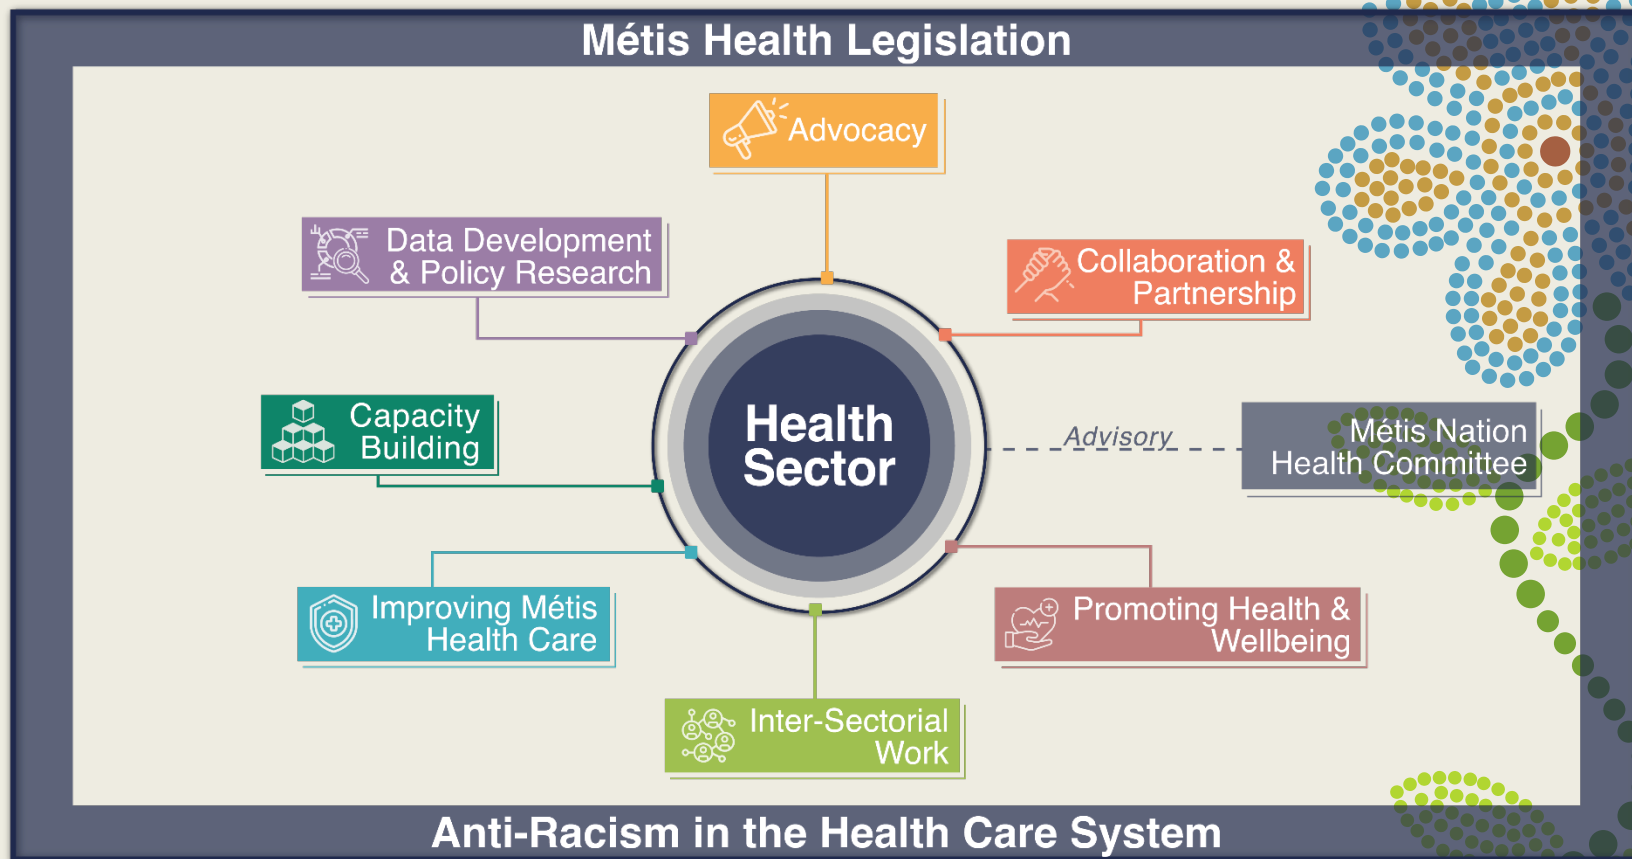 Métis Health Legislation
Advocacy
Data Development
& Policy Research
Collaboration &
Partnership
Capacity
Building
Health
Sector
Advisory
Métis Nation
Health Committee
Improving Métis
Health Care
Promoting Health &
Wellbeing
Inter-Sectorial
Work
Anti-Racism in the Health Care System